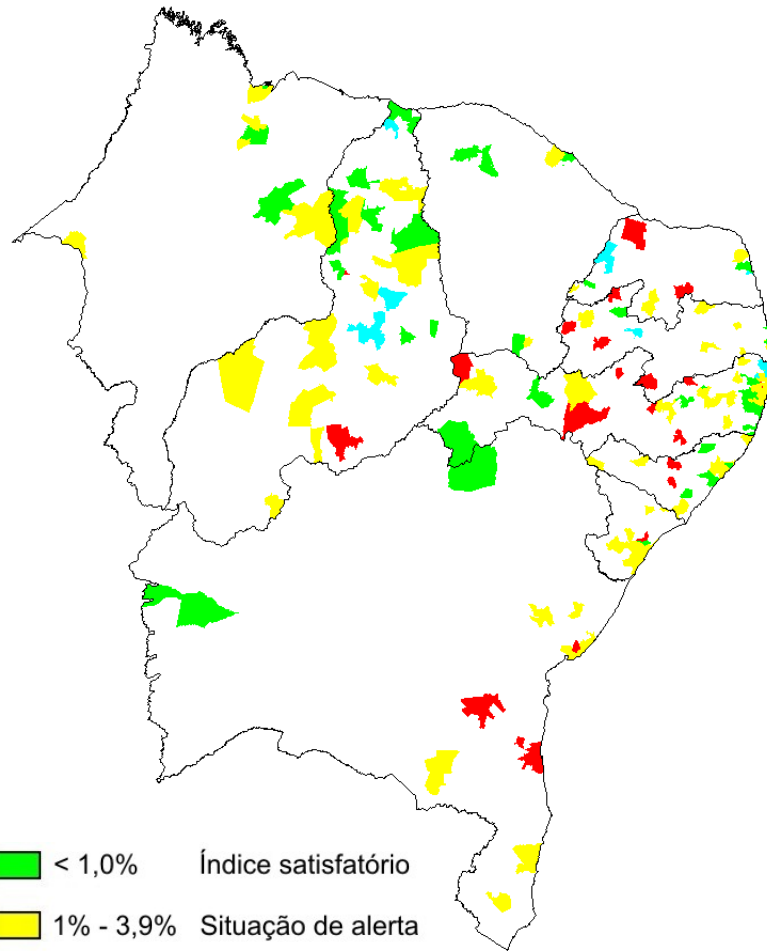 < 1,0% Índice satisfatório
1% - 3,9% Situação de alerta